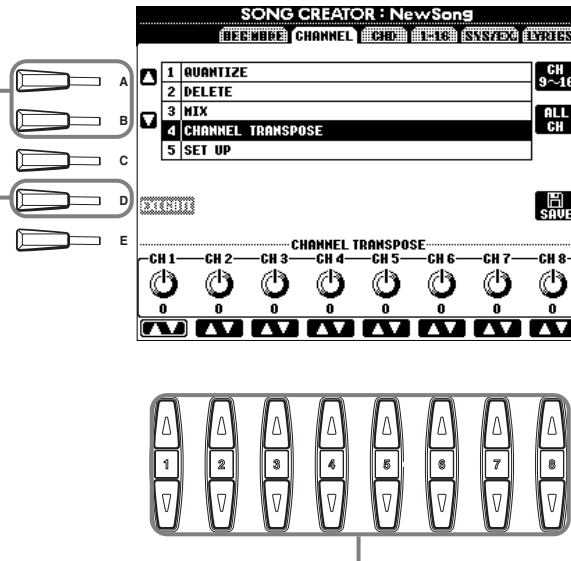 SONG CREATOR : NewSong
REC MODE CHANNEL CHD 1-16 SYS/EX. LYRICS
1 QUANTIZE
2 DELETE
3 MIX
4 CHANNEL TRANSPOSE
5 SET UP
CH
9~16
ALL
CH
A
B
C
D
E
EXECUTE
SAVE
CHANNEL TRANSPOSE
CH 1 CH 2 CH 3 CH 4 CH 5 CH 6 CH 7 CH 8
0 0 0 0 0 0 0 0
1 2 3 4 5 6 7 8